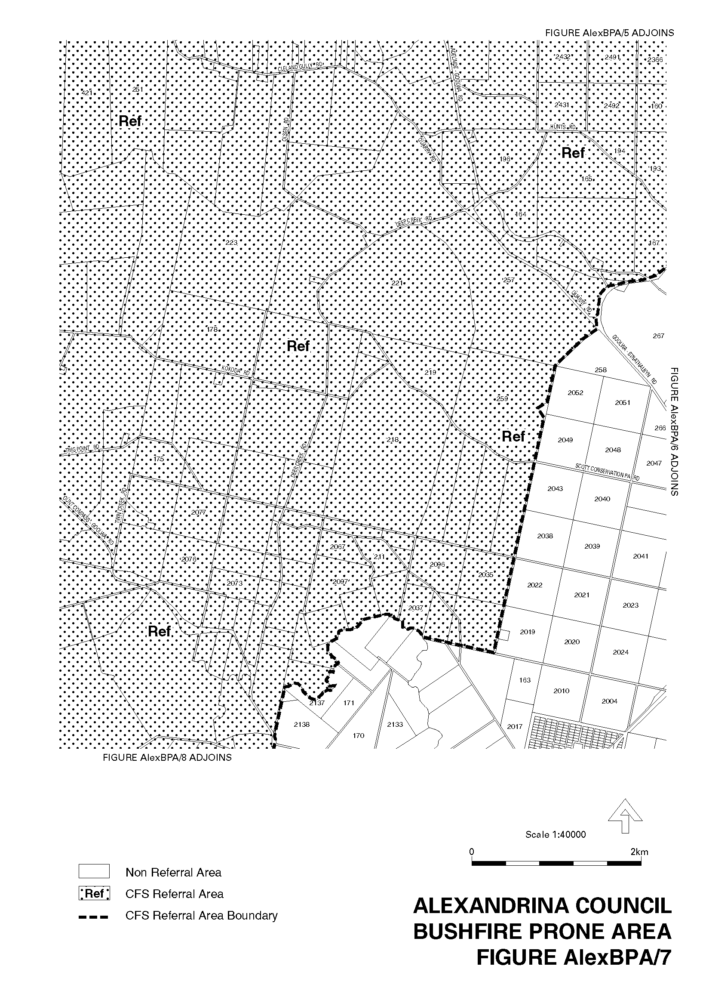 FIGURE AlexBPA/5 ADJOINS
2432
2491
2366
ADELAIDE - GOOLWA RD
CLELAND GULLY RD
421
251
2431
2492
160
Ref
OLSEN RD
HUNTS RD
QUARRY RD
Ref
194
196
193
165
164
DEEP CREEK RD
223
167
221
257
QUARRY RD
178
267
Ref
GOOLWA - STRATHALBYN RD
KOKODA RD
219
258
FIGURE AlexBPA/6 ADJOINS
259
2052
2051
266
Ref
218
2049
2048
TRIG POINT RD
175
DEEP CREEK RD
2047
SCOTT CONSERVATION PA RD
2043
2040
TWIN CREEK RD
OUNT COMPASS - GOOLWA RD
2077
2038
2039
2067
211
2041
2076
2096
2035
2073
2097
2022
2021
2023
2037
Ref
2019
2020
2024
163
2010
2004
2137
171
2138
2133
2017
170
FIGURE AlexBPA/8 ADJOINS
Scale 1:40000
0
2km
Non Referral Area
Ref
CFS Referral Area
CFS Referral Area Boundary
ALEXANDRINA COUNCIL
BUSHFIRE PRONE AREA
FIGURE AlexBPA/7